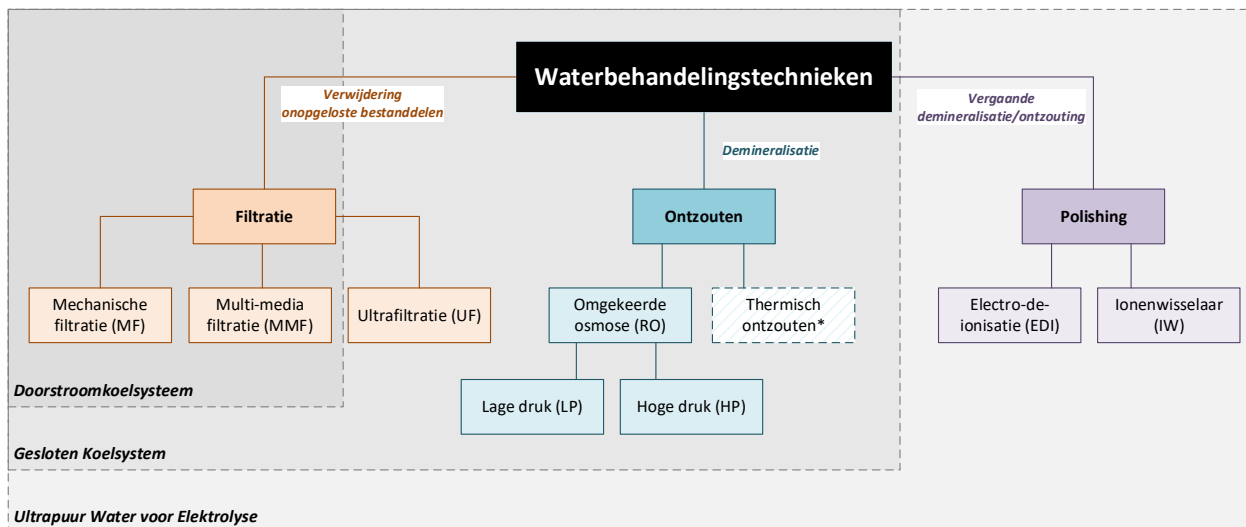 Waterbehandelingstechnieken
Verwijdering
onopgeloste bestanddelen
Vergaande
demineralisatie/ontzouting
Demineralisatie
Filtratie
Ontzouten
Polishing
Mechanische
filtratie (MF)
Multi-media
filtratie (MMF)
Ultrafiltratie (UF)
Omgekeerde
osmose (RO)
Thermisch
ontzouten*
Electro-de-
ionisatie (EDI)
Ionenwisselaar
(IW)
Doorstroomkoelsysteem
Lage druk (LP)
Hoge druk (HP)
Gesloten Koelsystem
Ultrapuur Water voor Elektrolyse